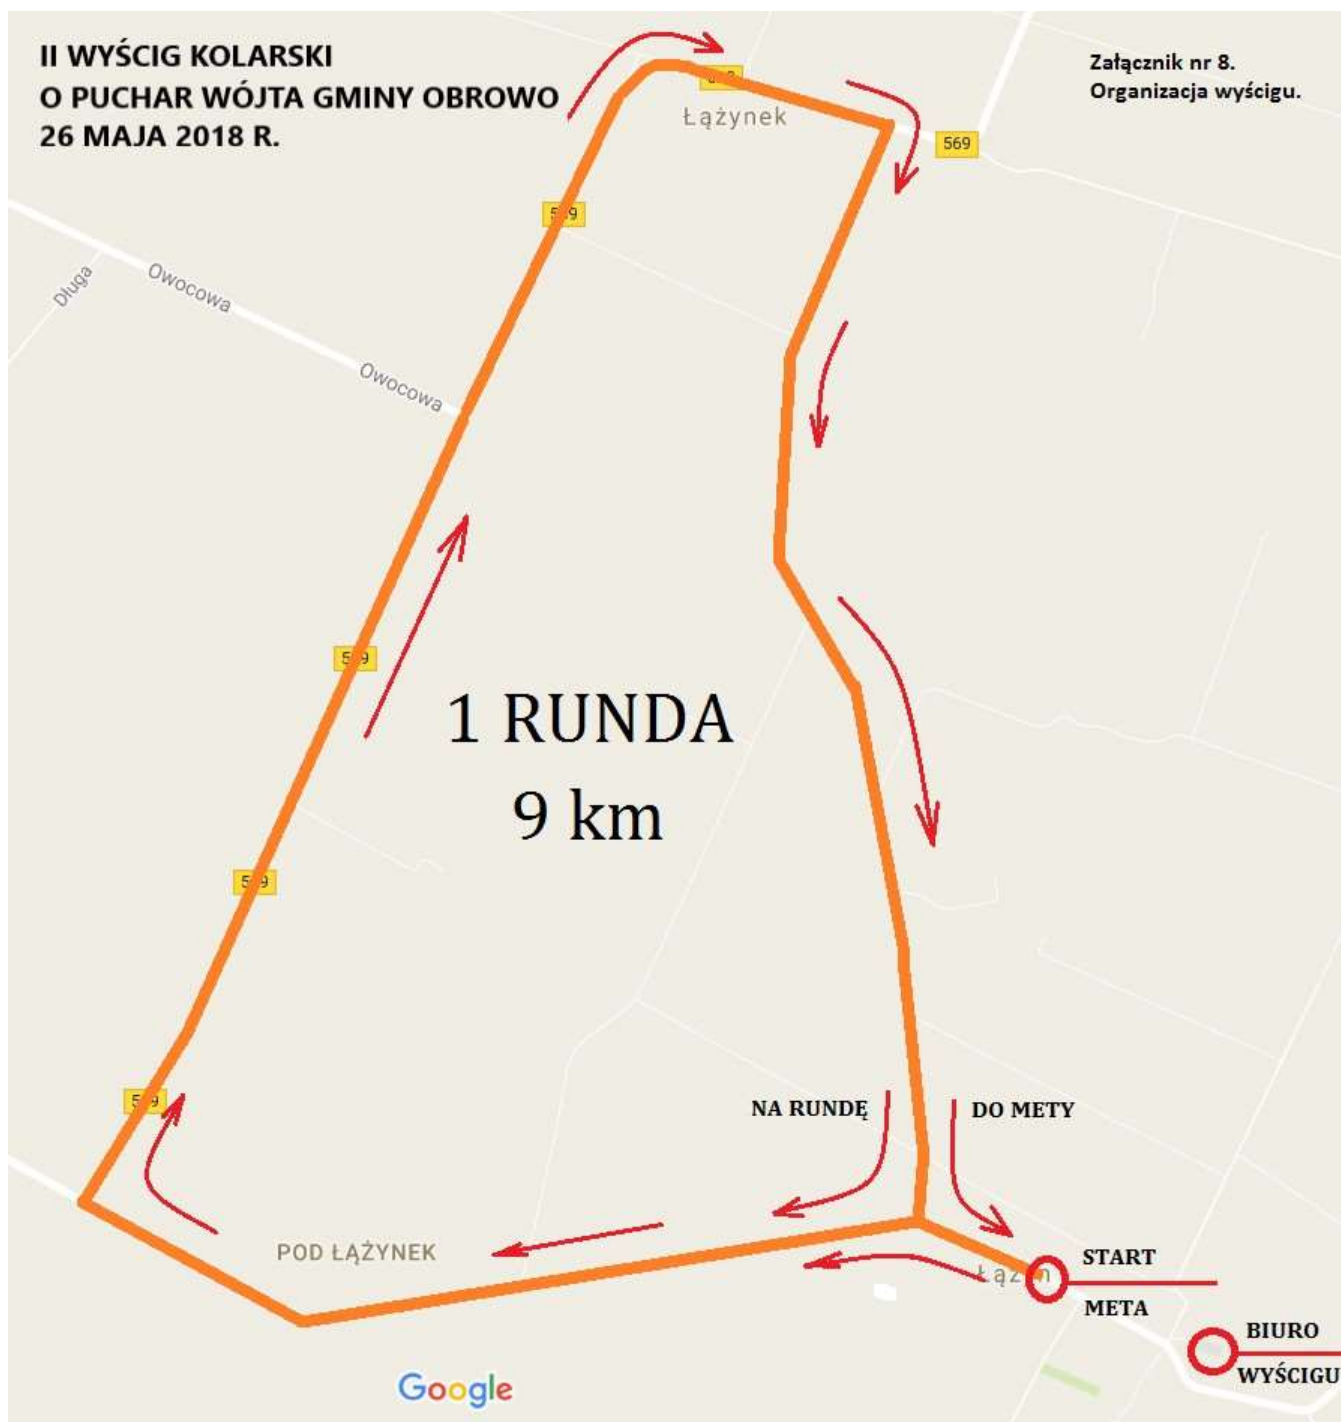 II WYŚCIG KOLARSKI
O PUCHAR WÓJTA GMINY OBROWO
26 MAJA 2018 R.
Załącznik nr 8.
Organizacja wyścigu.
Łążynek
569
Długa
Owocowa
Owocowa
1 RUNDA
9 km
NA RUNDĘ
DO METY
POD ŁĄŻYNEK
START
META
BIURO
WYŚCIGU
Google